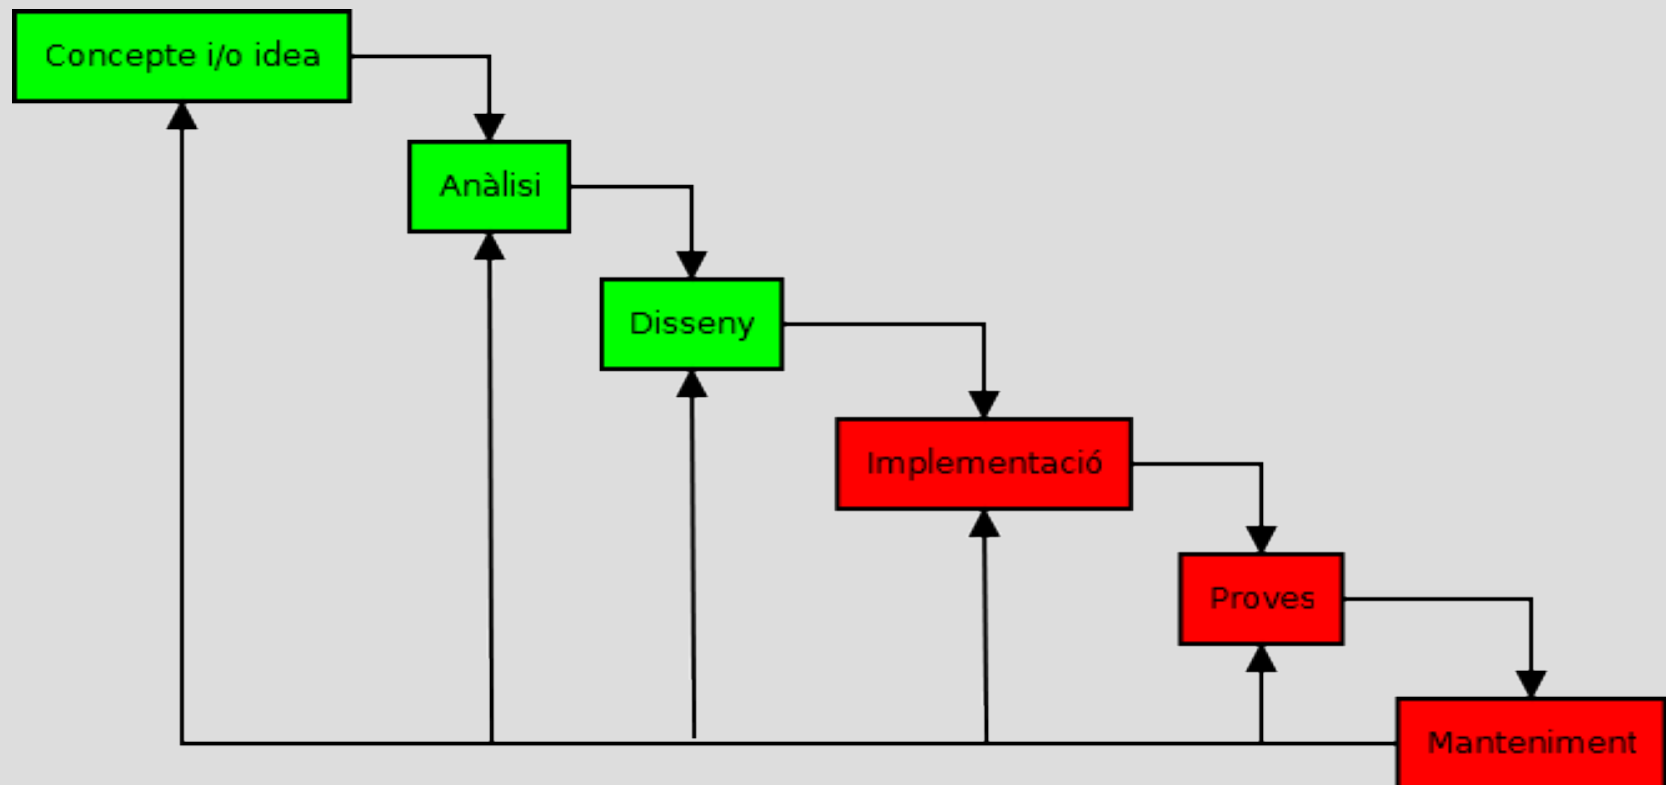 Concepte i/o idea
Anàlisi
Disseny
Implementació
Proves
Manteniment